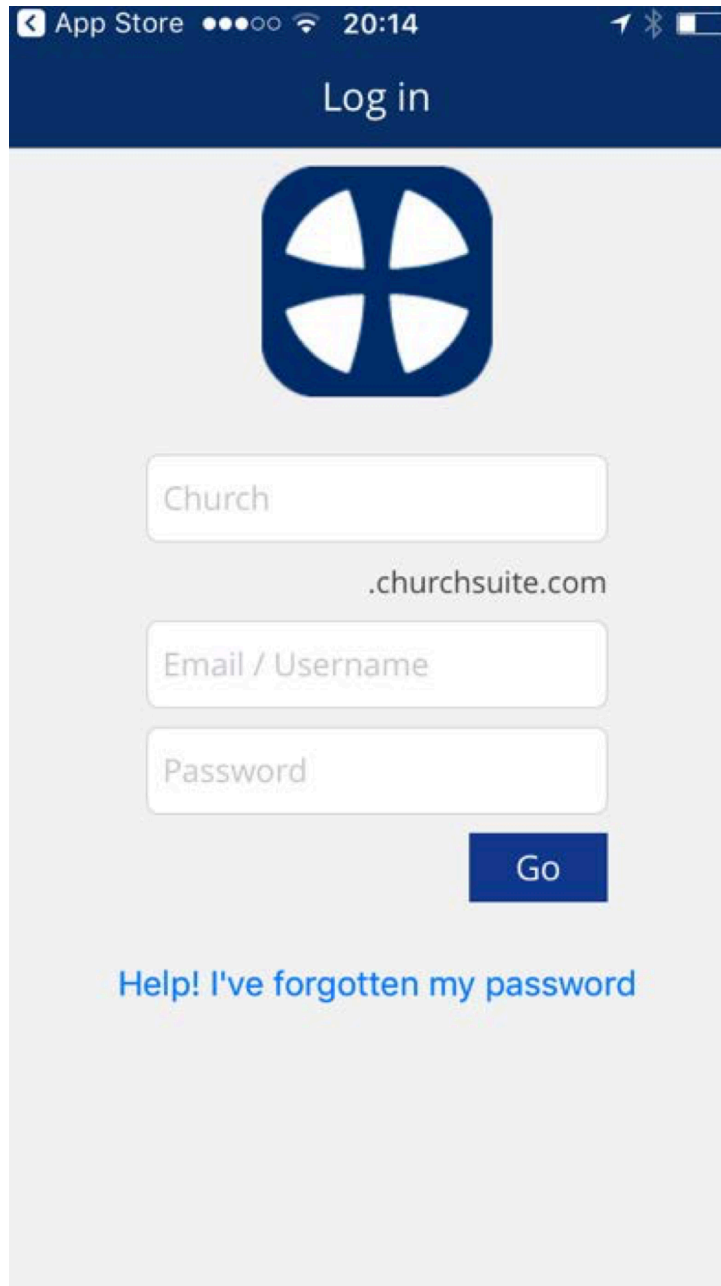 App Store 20:14
Log in
Church
.churchsuite.com
Email / Username
Password
Go
Help! I've forgotten my password